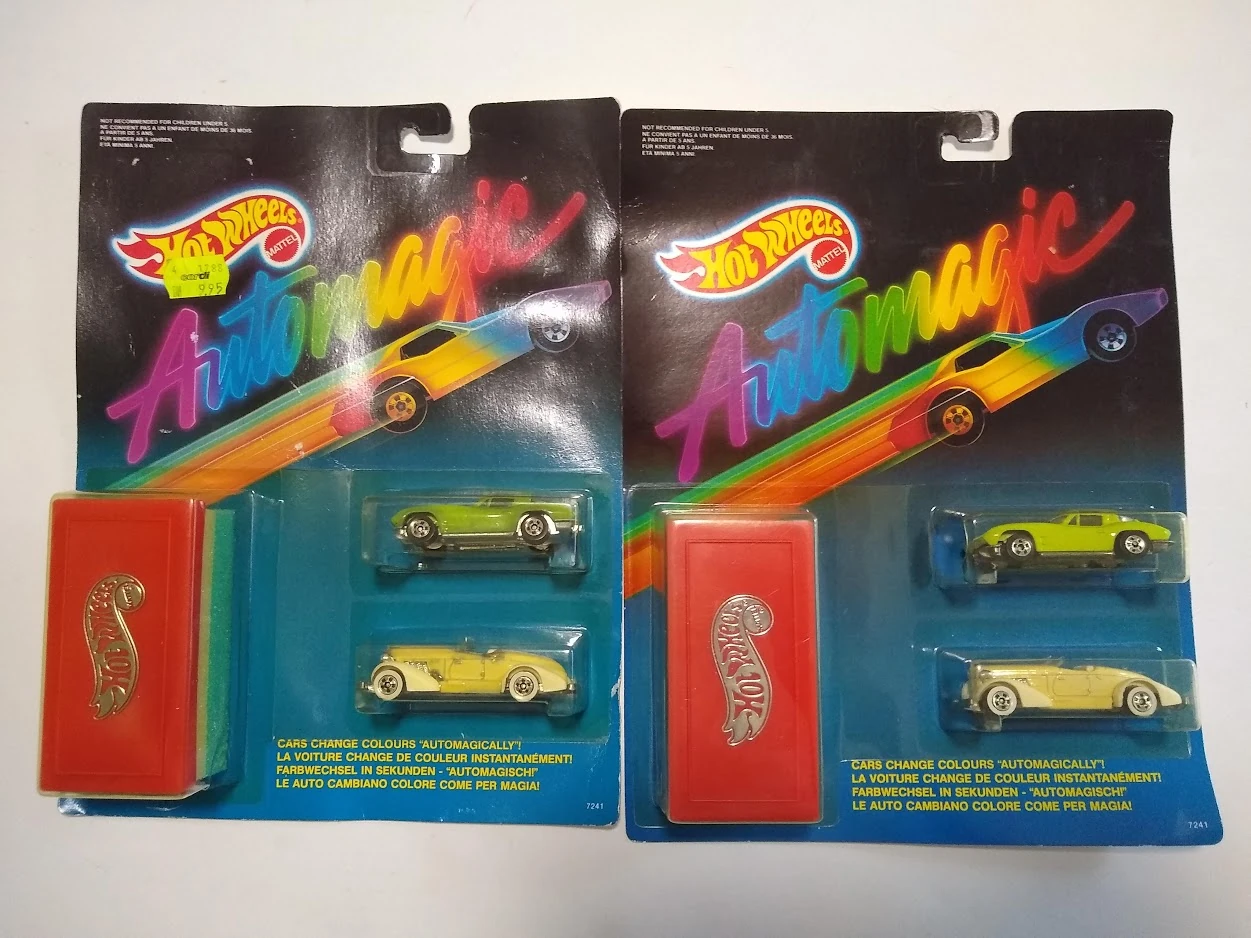 NOT RECOMMENDED FOR CHILDREN UNDER 5.
NE CONVIENT PAS A UN ENFANT DE MOINS DE 36 MOIS.
A PARTIR DE 5 ANS.
FUR KINDER AB 5 JAHREN.
ETA MINIMA 5 ANNI.
HOT WHEELS
MATTEL
1288
cardi
9.95
Automagic
HOT WHEELS
CARS CHANGE COLOURS "AUTOMAGICALLY"!
LA VOITURE CHANGE DE COULEUR INSTANTANÉMENT!
FARBWECHSEL IN SEKUNDEN - "AUTOMAGISCH!"
LE AUTO CAMBIANO COLORE COME PER MAGIA!
7241
NOT RECOMMENDED FOR CHILDREN UNDER 5.
NE CONVIENT PAS A UN ENFANT DE MOINS DE 36 MOIS.
A PARTIR DE 5 ANS.
FUR KINDER AB 5 JAHREN
ETA MINIMA 5 ANNI.
HOT WHEELS
MATTEL
Automagic
HOT WHEELS
CARS CHANGE COLOURS "AUTOMAGICALLY"!
LA VOITURE CHANGE DE COULEUR INSTANTANÉMENT!
FARBWECHSEL IN SEKUNDEN - "AUTOMAGISCH!"
LE AUTO CAMBIANO COLORE COME PER MAGIA!
7241